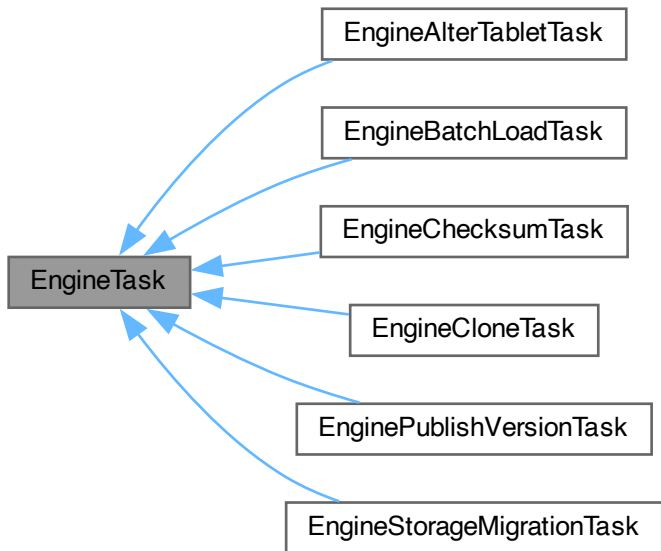 EngineAlterTabletTask
EngineBatchLoadTask
EngineChecksumTask
EngineTask
EngineCloneTask
EnginePublishVersionTask
EngineStorageMigrationTask